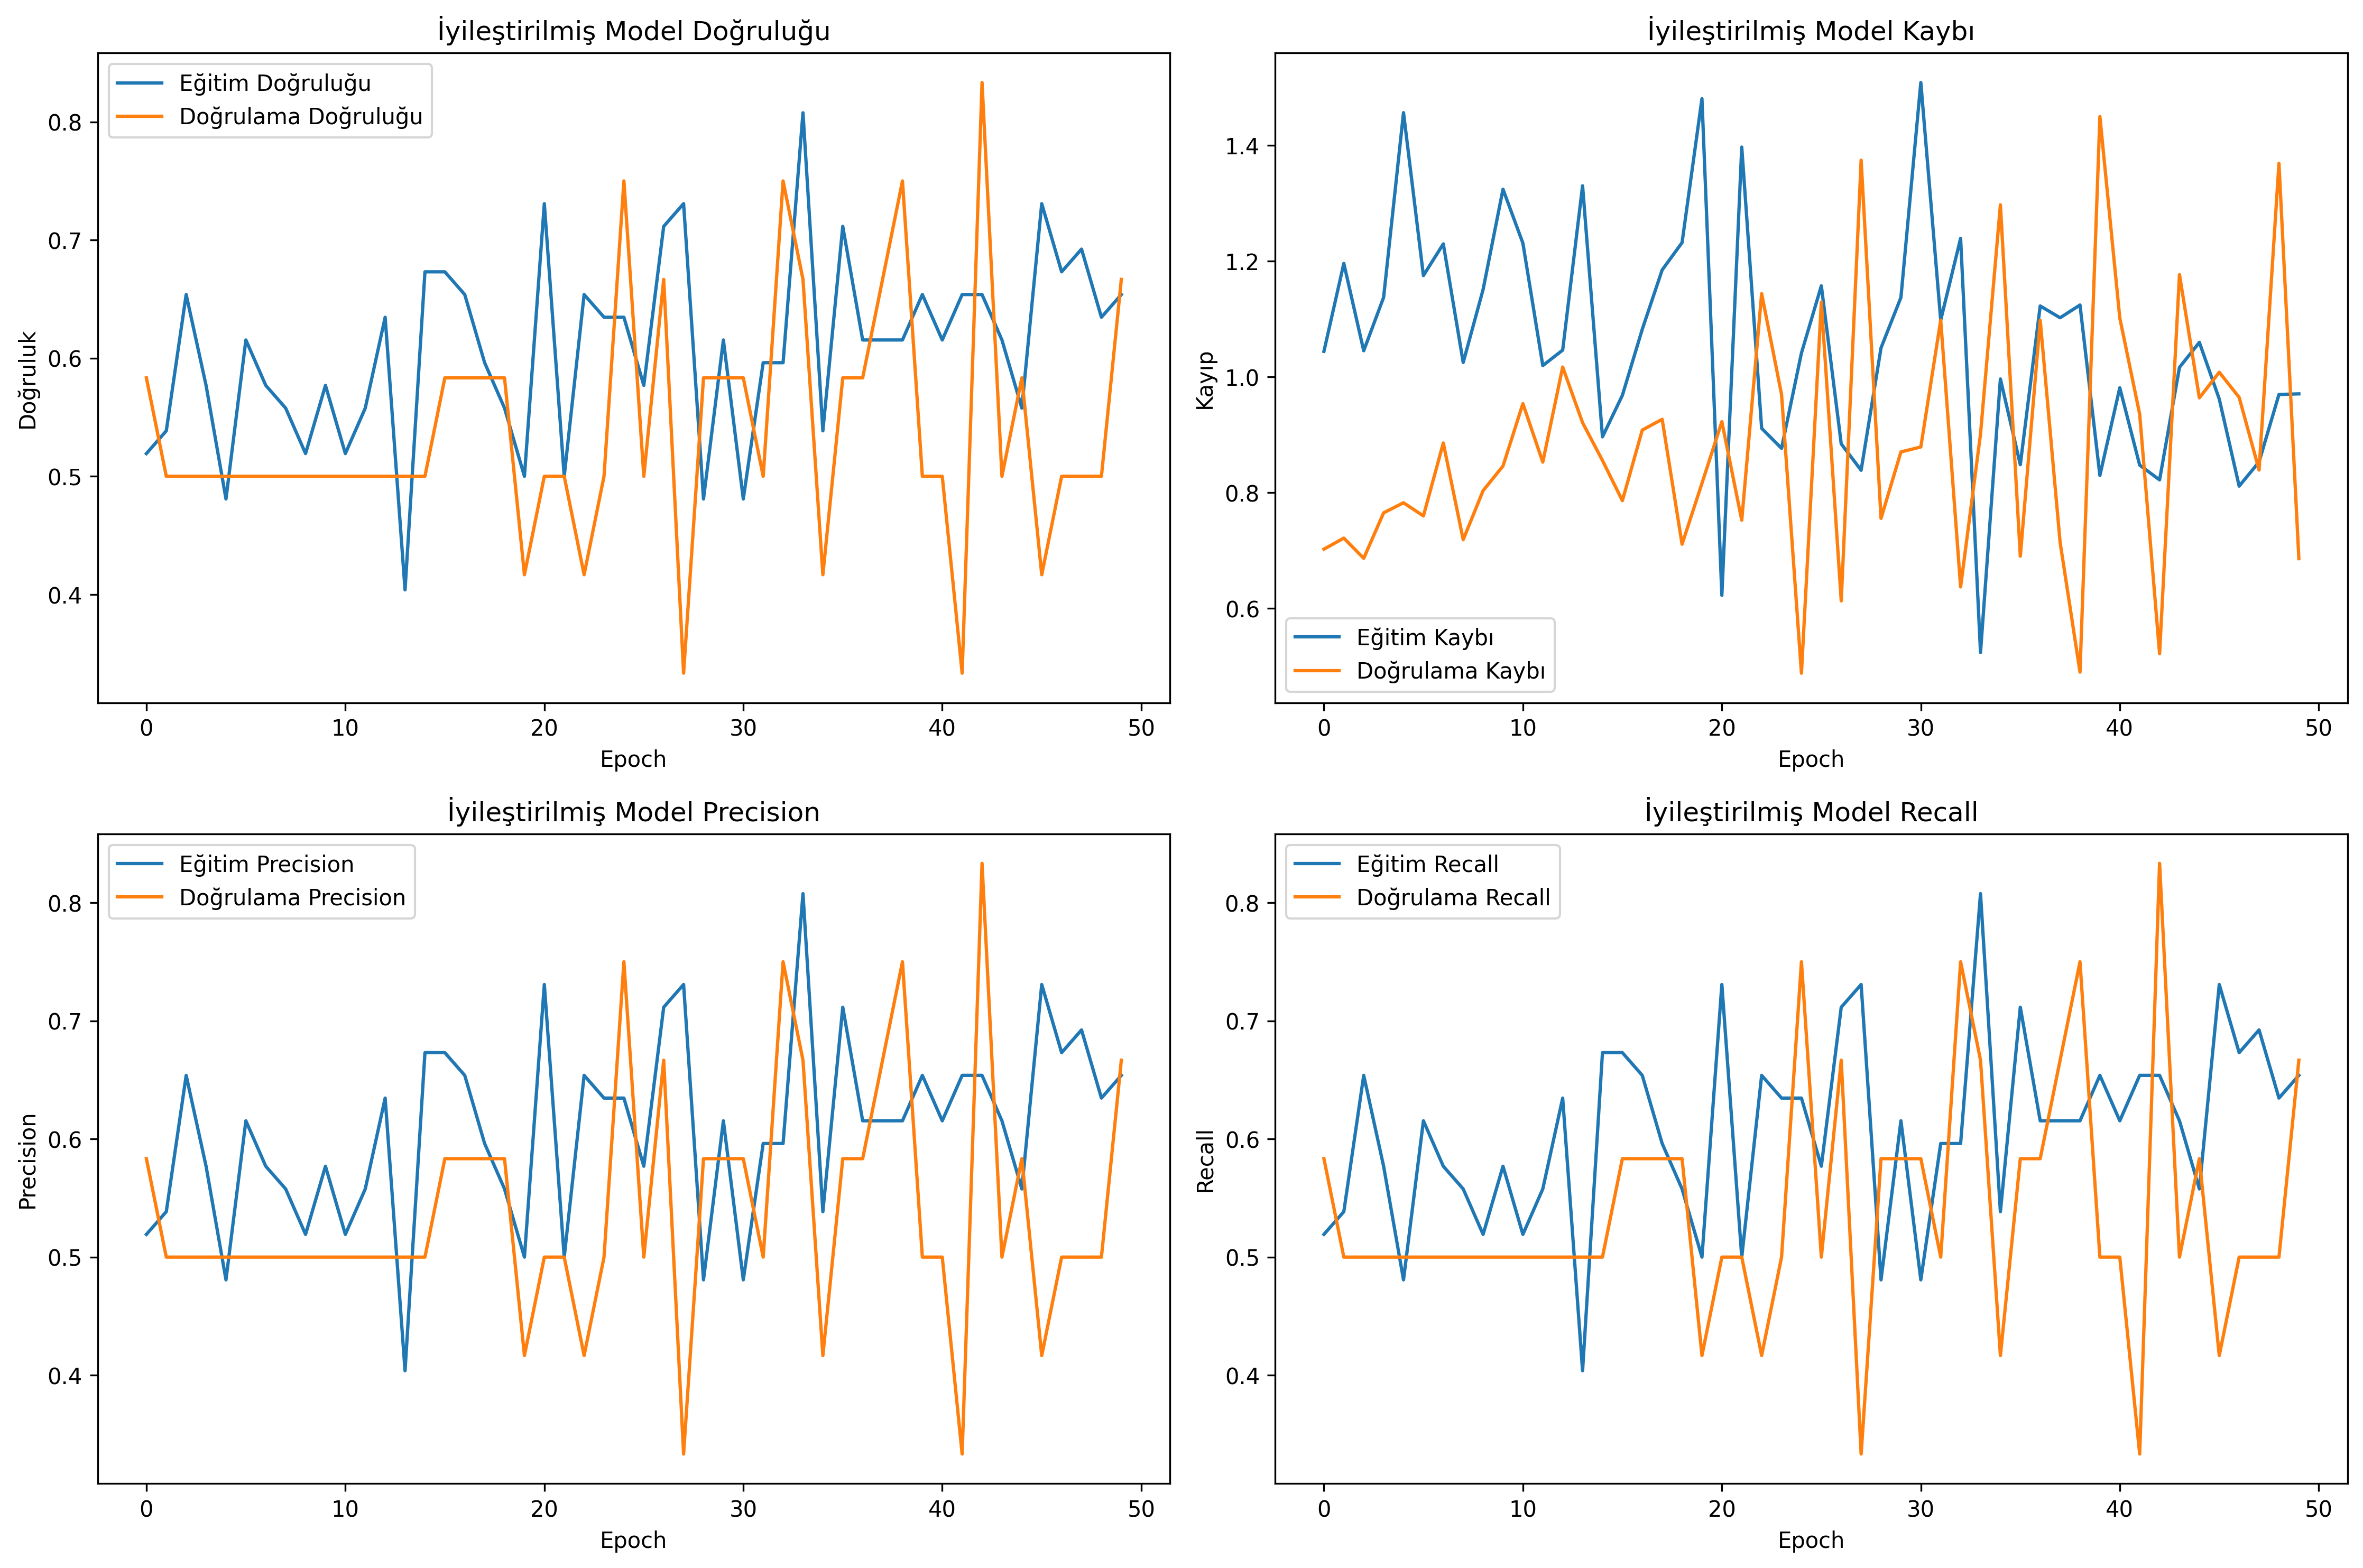 İyileştirilmiş Model Doğruluğu
Eğitim Doğruluğu
Doğrulama Doğruluğu
Doğruluk
0.8
0.7
0.6
0.5
0.4
0 10 20 30 40 50
Epoch
İyileştirilmiş Model Kaybı
Eğitim Kaybı
Doğrulama Kaybı
Kayıp
1.4
1.2
1.0
0.8
0.6
0 10 20 30 40 50
Epoch
İyileştirilmiş Model Precision
Eğitim Precision
Doğrulama Precision
Precision
0.8
0.7
0.6
0.5
0.4
0 10 20 30 40 50
Epoch
İyileştirilmiş Model Recall
Eğitim Recall
Doğrulama Recall
Recall
0.8
0.7
0.6
0.5
0.4
0 10 20 30 40 50
Epoch